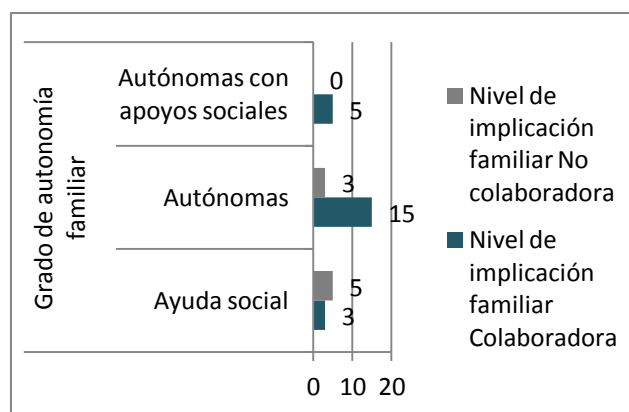 Grado de autonomía
familiar
Autónomas con
apoyos sociales
0
5
Autónomas
3
15
Ayuda social
5
3
0 10 20
Nivel de
implicación
familiar No
colaboradora
Nivel de
implicación
familiar
Colaboradora